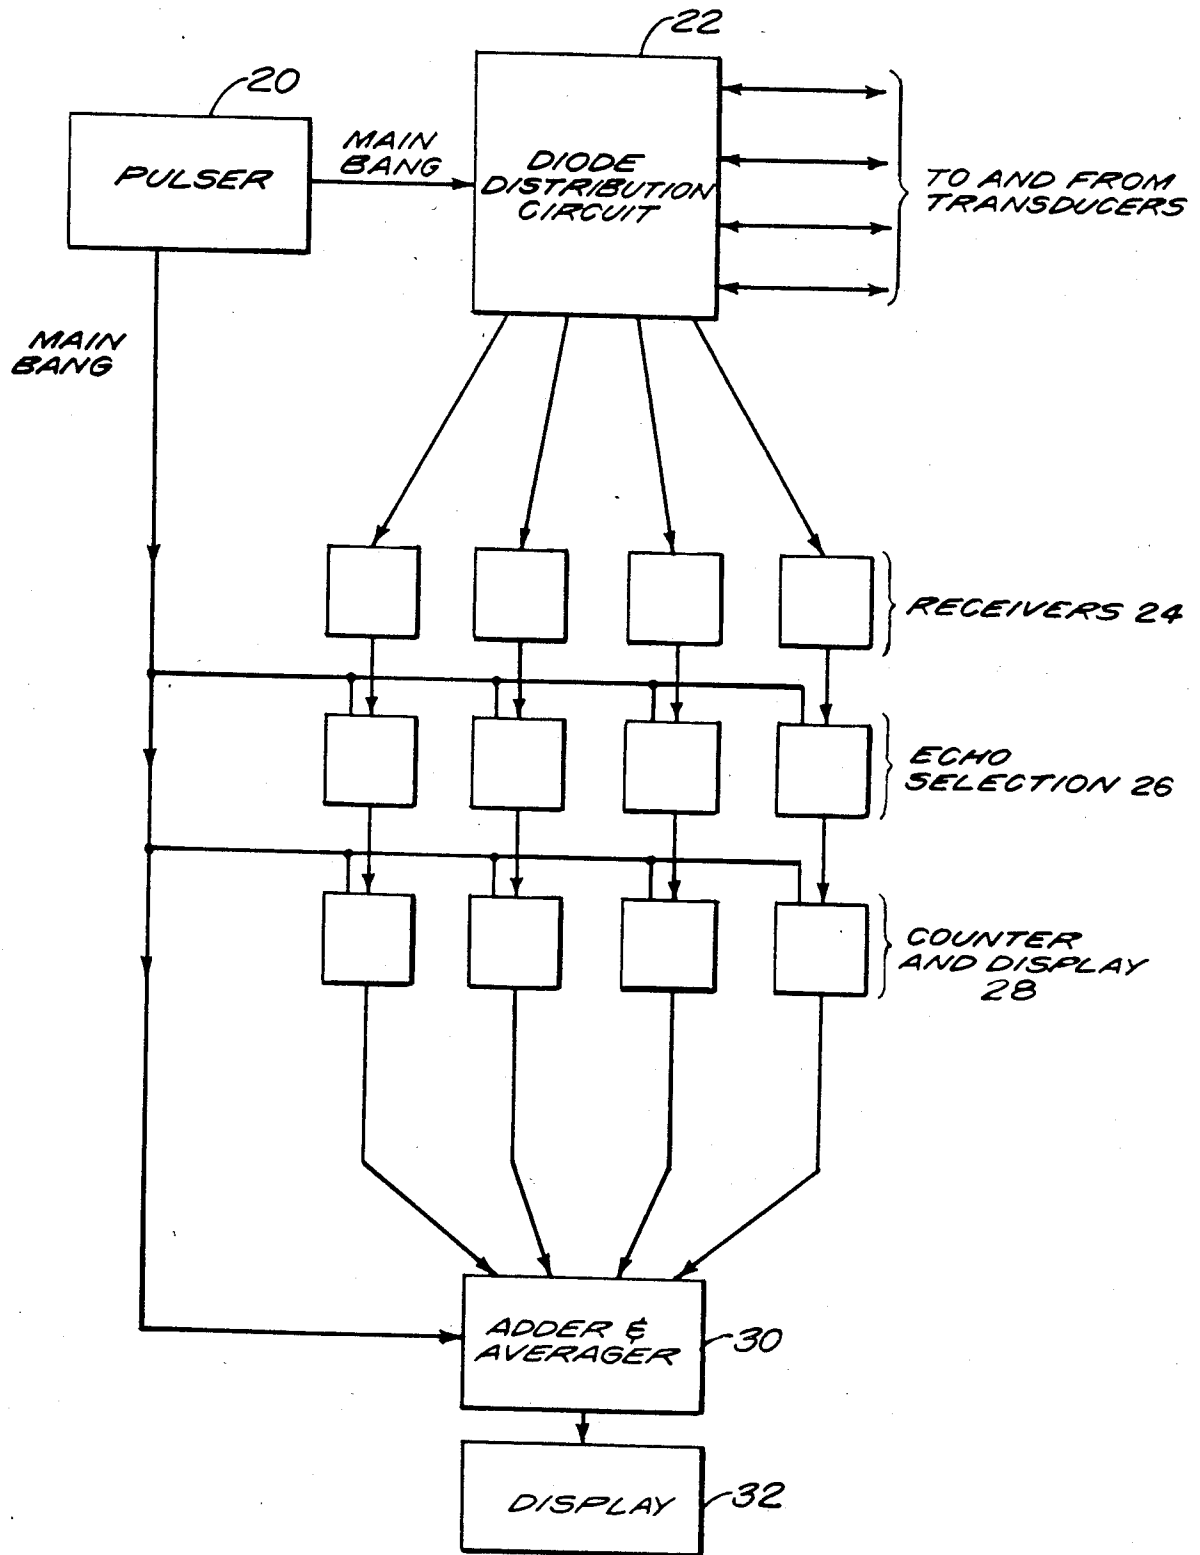 22
20
PULSER
MAIN
BANG
DIODE
DISTRIBUTION
CIRCUIT
TO AND FROM
TRANSDUCERS
MAIN
BANG
RECEIVERS 24
ECHO
SELECTION 26
COUNTER
AND DISPLAY
28
ADDER &
AVERAGER
30
DISPLAY
32